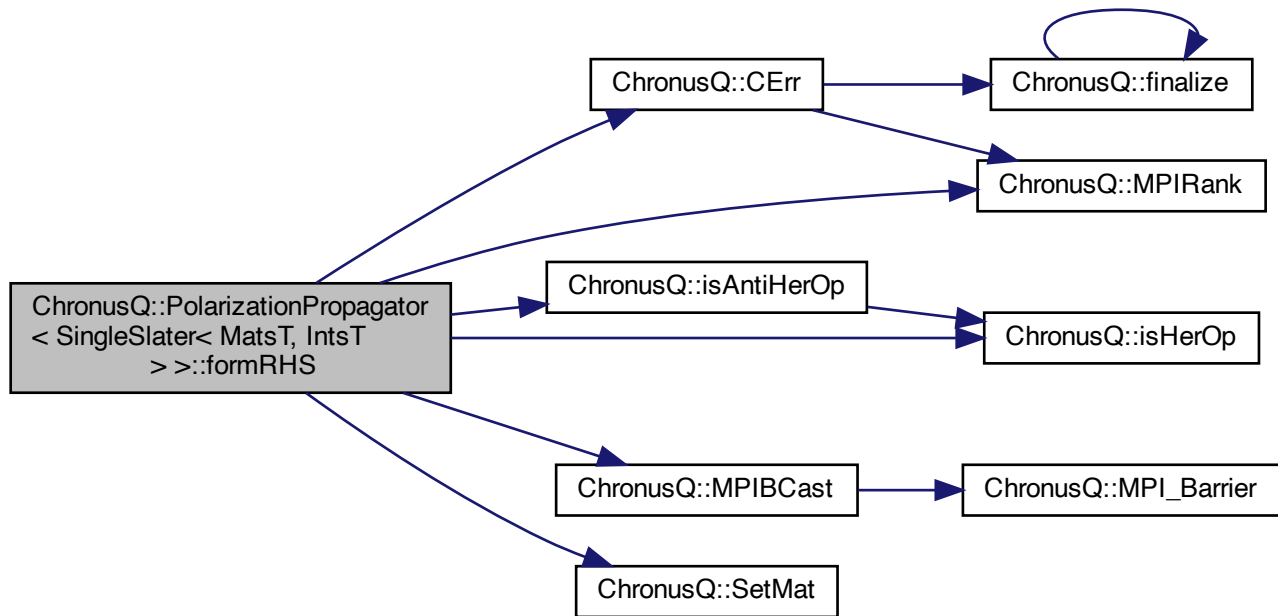 ChronusQ::CErr
ChronusQ::finalize
ChronusQ::MPIRank
ChronusQ::PolarizationPropagator
< SingleSlater< MatsT, IntsT
> >::formRHS
ChronusQ::isAntiHerOp
ChronusQ::isHerOp
ChronusQ::MPIBCast
ChronusQ::MPI_Barrier
ChronusQ::SetMat